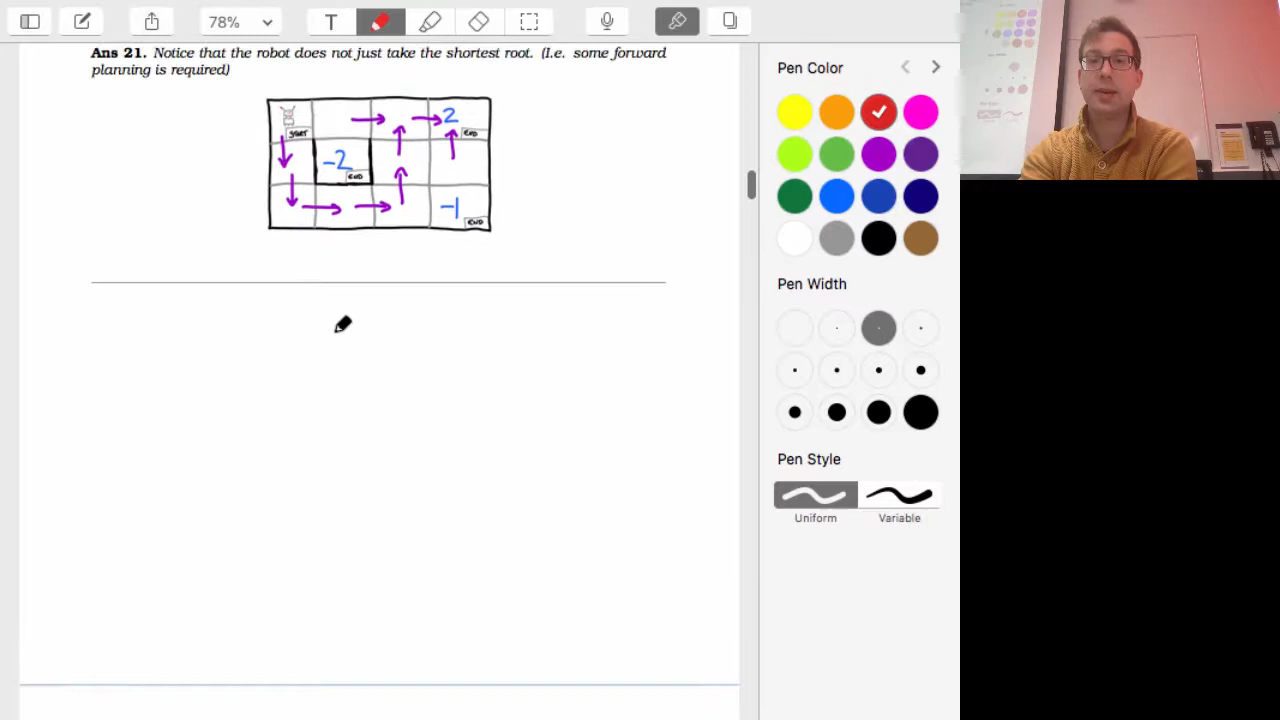 78%
T
Ans 21. Notice that the robot does not just take the shortest root. (I.e. some forward
planning is required)
START
2
END
-2
END
-1
END
Pen Color
Pen Width
Pen Style
Uniform
Variable